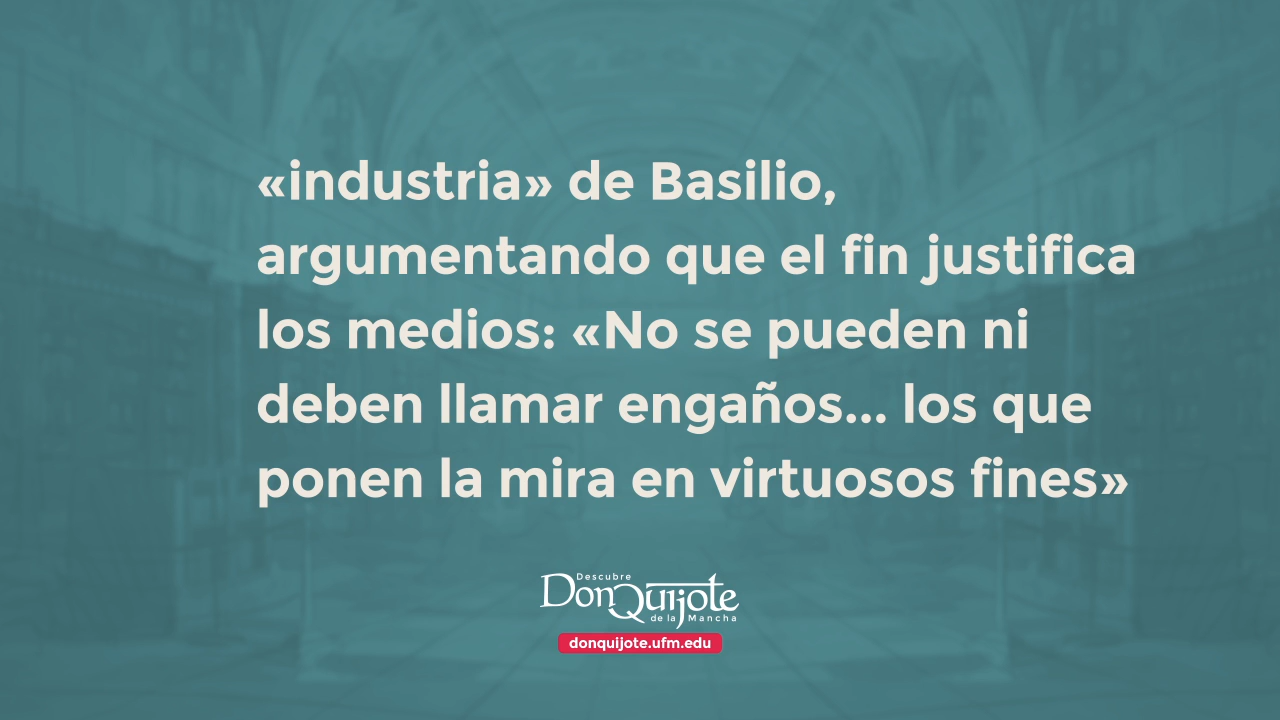 «industria» de Basilio,
argumentando que el fin justifica
los medios: «No se pueden ni
deben llamar engaños... los que
ponen la mira en virtuosos fines»
Descubre
DonQuijote
de la Mancha
donquijote.ufm.edu